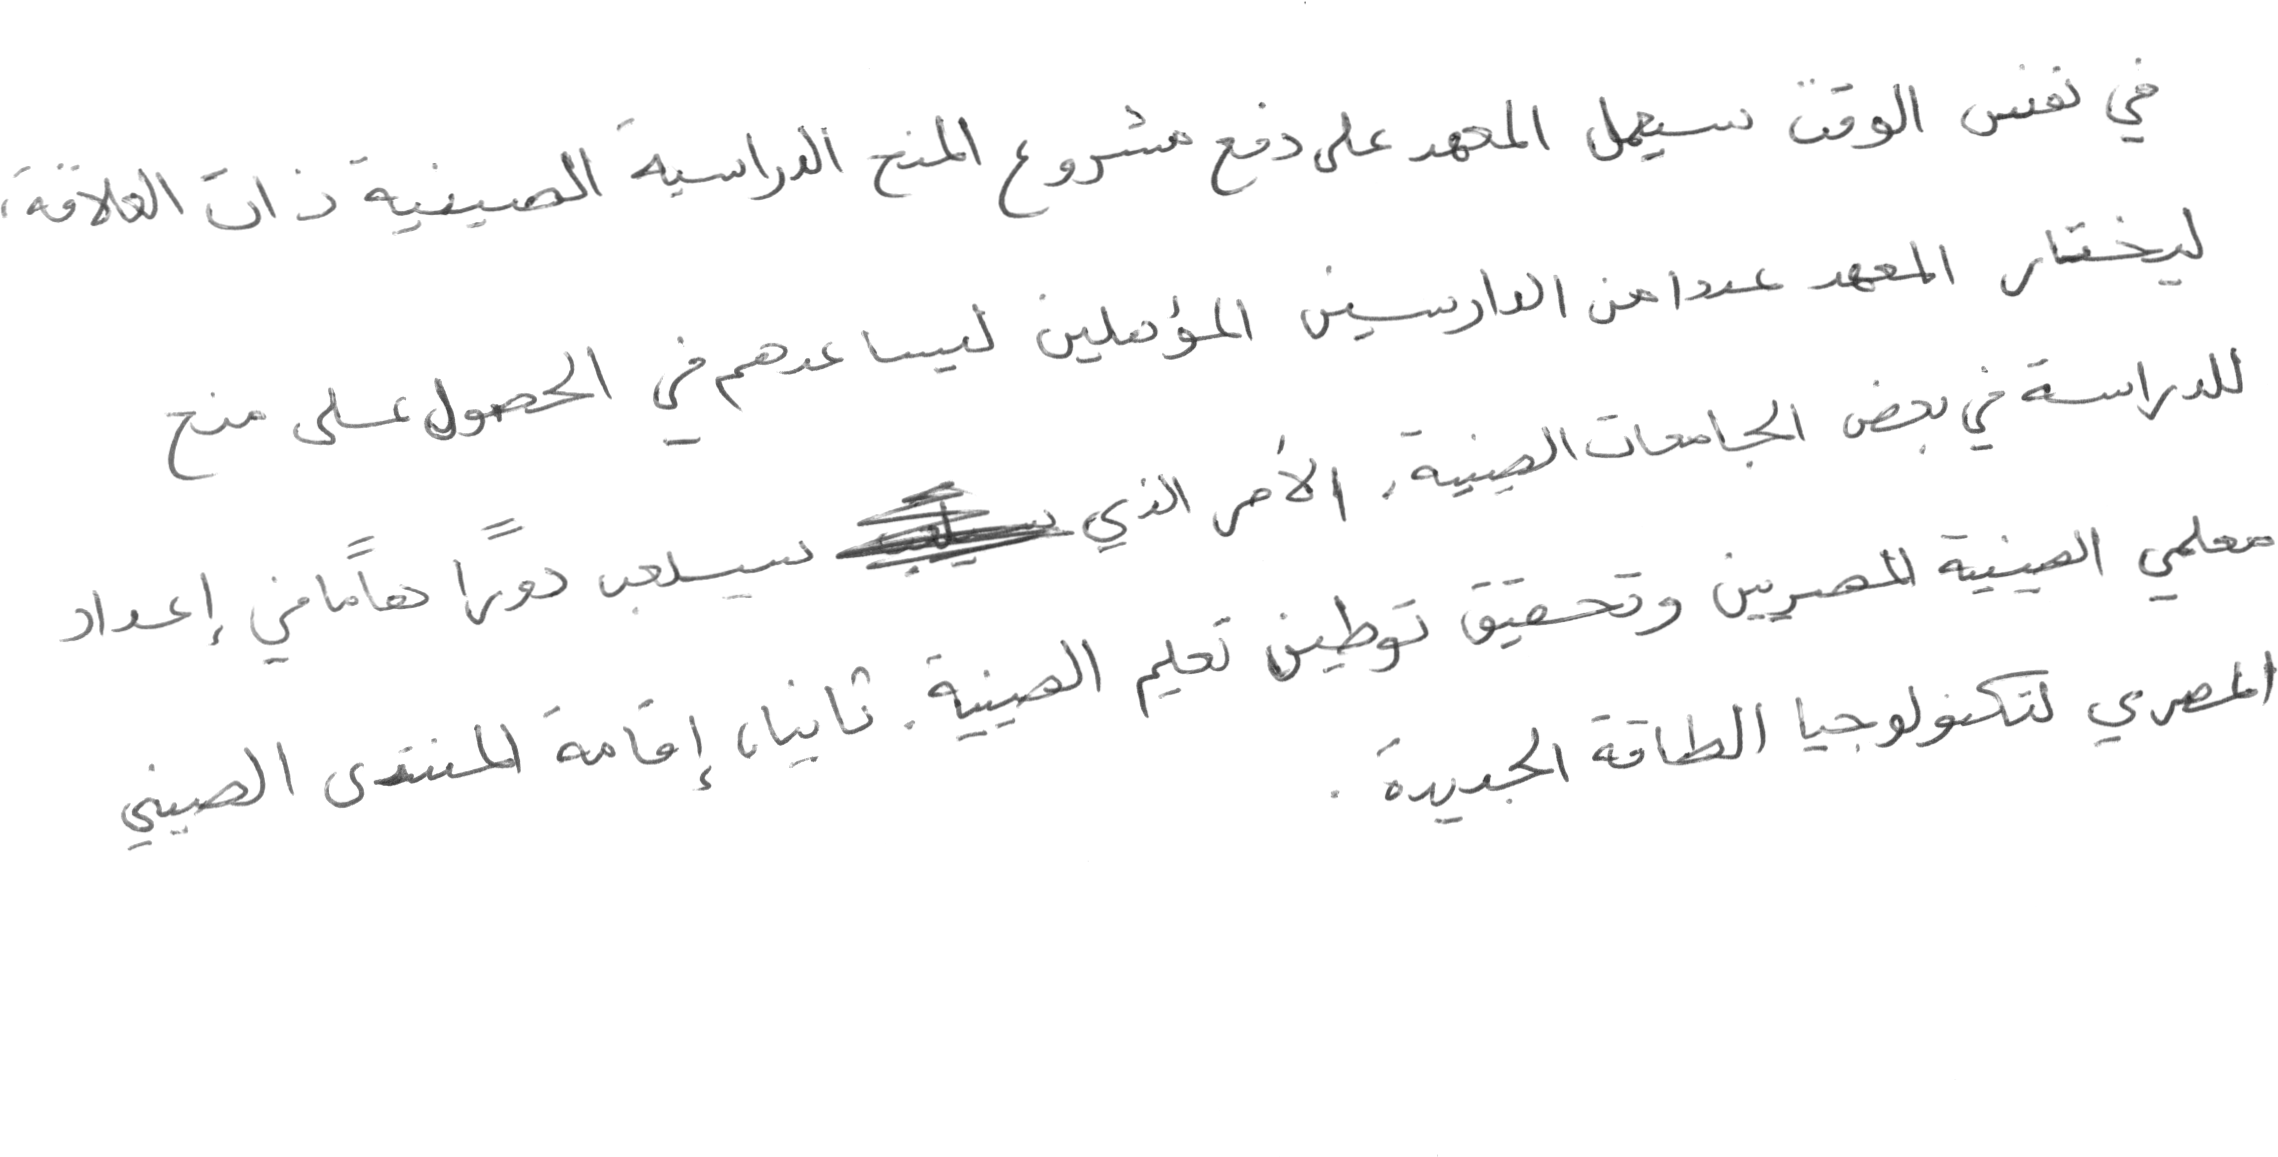 في نفس الوقت سيعمل المعهد على دفع مشروع المنح الدراسية الصينية ذات العلاقة،
ليختار المعهد عددا من الدارسين المؤهلين ليساعدهم في الحصول على منح
للدراسة في بعض الجامعات الصينية. الأمر الذي سيلعب دورًا هامًا في إعداد
معلمي الصينية المصريين وتحقيق توطين تعليم الصينية. ثانيا، إقامة المنتدى الصيني
المصري لتكنولوجيا الطاقة الجديدة.